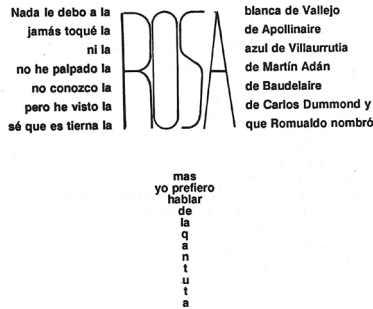 Nada le debo a la blanca de Vallejo
jamás toqué la de Apollinaire
ni la azul de Villaurrutia
no he palpado la ROSA de Martín Adán
no conozco la de Baudelaire
pero he visto la de Carlos Dummond y
sé que es tierna la que Romualdo nombró
mas
yo prefiero
hablar
de
la
q
a
n
t
u
t
a